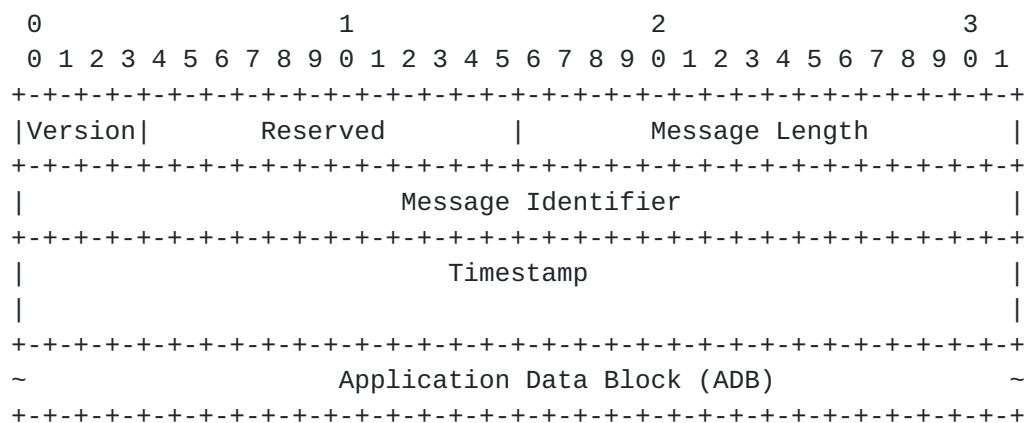 0                   1                   2                   3
 0 1 2 3 4 5 6 7 8 9 0 1 2 3 4 5 6 7 8 9 0 1 2 3 4 5 6 7 8 9 0 1
+-+-+-+-+-+-+-+-+-+-+-+-+-+-+-+-+-+-+-+-+-+-+-+-+-+-+-+-+-+-+-+-+
|Version|       Reserved        |        Message Length         |
+-+-+-+-+-+-+-+-+-+-+-+-+-+-+-+-+-+-+-+-+-+-+-+-+-+-+-+-+-+-+-+-+
|                        Message Identifier                     |
+-+-+-+-+-+-+-+-+-+-+-+-+-+-+-+-+-+-+-+-+-+-+-+-+-+-+-+-+-+-+-+-+
|                           Timestamp                           |
|                                                               |
+-+-+-+-+-+-+-+-+-+-+-+-+-+-+-+-+-+-+-+-+-+-+-+-+-+-+-+-+-+-+-+-+
~                    Application Data Block (ADB)               ~
+-+-+-+-+-+-+-+-+-+-+-+-+-+-+-+-+-+-+-+-+-+-+-+-+-+-+-+-+-+-+-+-+